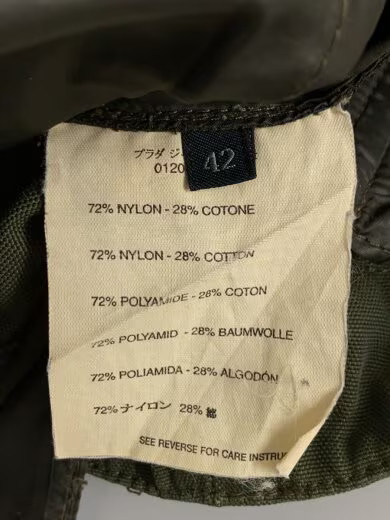 プラダ ジ
42
0120
72% NYLON - 28% COTONE
72% NYLON - 28% COTTON
72% POLYAMIDE - 28% COTON
72% POLYAMID - 28% BAUMWOLLE
72% POLIAMIDA - 28% ALGODÓN
72% ナイロン 28% 綿
SEE REVERSE FOR CARE INSTRU